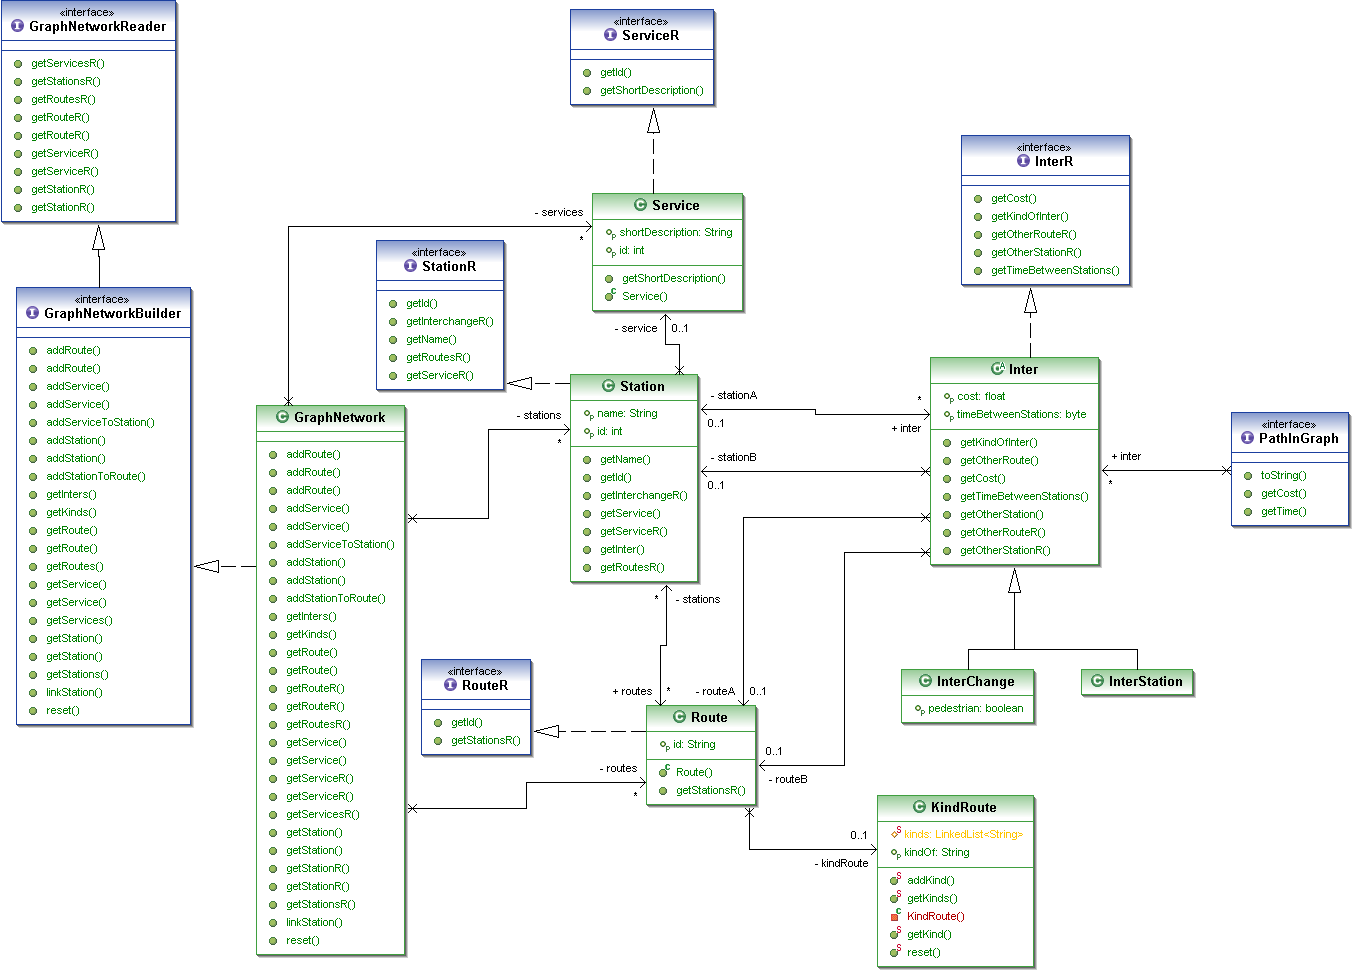 «interface»
GraphNetworkReader
getServicesR()
getStationsR()
getRoutesR()
getRouteR()
getRouteR()
getServiceR()
getServiceR()
getStationR()
getStationR()
«interface»
GraphNetworkBuilder
addRoute()
addRoute()
addService()
addService()
addServiceToStation()
addStation()
addStation()
addStationToRoute()
getInters()
getKinds()
getRoute()
getRoute()
getRoutes()
getService()
getService()
getServices()
getStation()
getStation()
getStations()
linkStation()
reset()
GraphNetwork
addRoute()
addRoute()
addRoute()
addService()
addService()
addServiceToStation()
addStation()
addStation()
addStationToRoute()
getInters()
getKinds()
getRoute()
getRoute()
getRouteR()
getRouteR()
getRoutesR()
getService()
getService()
getServiceR()
getServiceR()
getServicesR()
getStation()
getStation()
getStationR()
getStationR()
getStationsR()
linkStation()
reset()
«interface»
StationR
getId()
getInterchangeR()
getName()
getRoutesR()
getServiceR()
«interface»
RouteR
getId()
getStationsR()
«interface»
ServiceR
getId()
getShortDescription()
- services
*
Service
shortDescription: String
id: int
getShortDescription()
Service()
- service
0..1
- stations
*
Station
name: String
id: int
getName()
getId()
getInterchangeR()
getService()
getServiceR()
getInter()
getRoutesR()
*
- stations
+ routes
*
- routes
*
Route
id: String
Route()
getStationsR()
- stationA
0..1
*
+ inter
- stationB
0..1
- routeA
0..1
0..1
- routeB
0..1
- kindRoute
«interface»
InterR
getCost()
getKindOfInter()
getOtherRouteR()
getOtherStationR()
getTimeBetweenStations()
Inter
cost: float
timeBetweenStations: byte
getKindOfInter()
getOtherRoute()
getCost()
getTimeBetweenStations()
getOtherStation()
getOtherRouteR()
getOtherStationR()
+ inter
*
«interface»
PathInGraph
toString()
getCost()
getTime()
InterChange
pedestrian: boolean
InterStation
KindRoute
kinds: LinkedList<String>
kindOf: String
addKind()
getKinds()
KindRoute()
getKind()
reset()